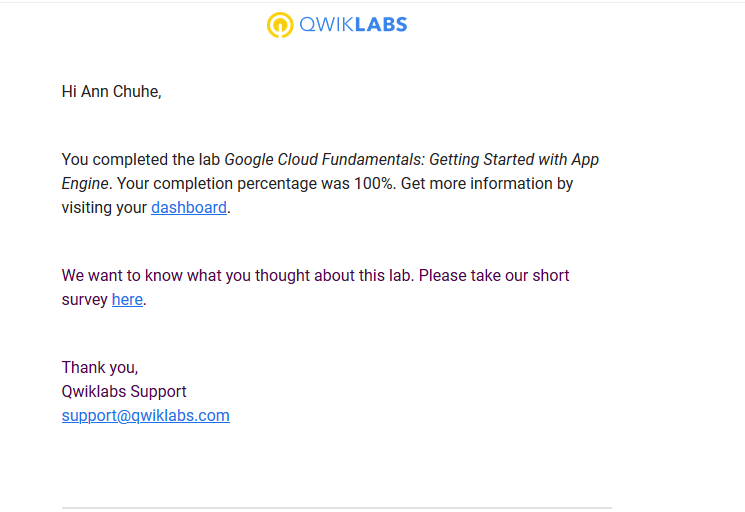 QWIKLABS
Hi Ann Chuhe,
You completed the lab Google Cloud Fundamentals: Getting Started with App
Engine. Your completion percentage was 100%. Get more information by
visiting your dashboard.
We want to know what you thought about this lab. Please take our short
survey here.
Thank you,
Qwiklabs Support
support@qwiklabs.com